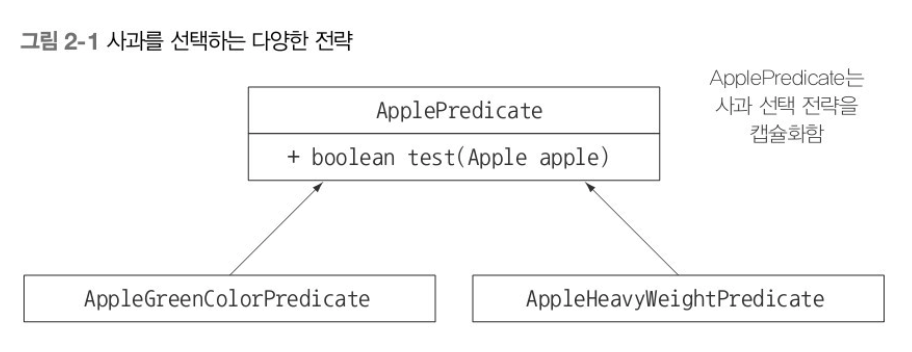 그림 2-1 사과를 선택하는 다양한 전략
ApplePredicate는
사과 선택 전략을
캡슐화함
ApplePredicate
+ boolean test(Apple apple)
AppleGreenColorPredicate
AppleHeavyWeightPredicate